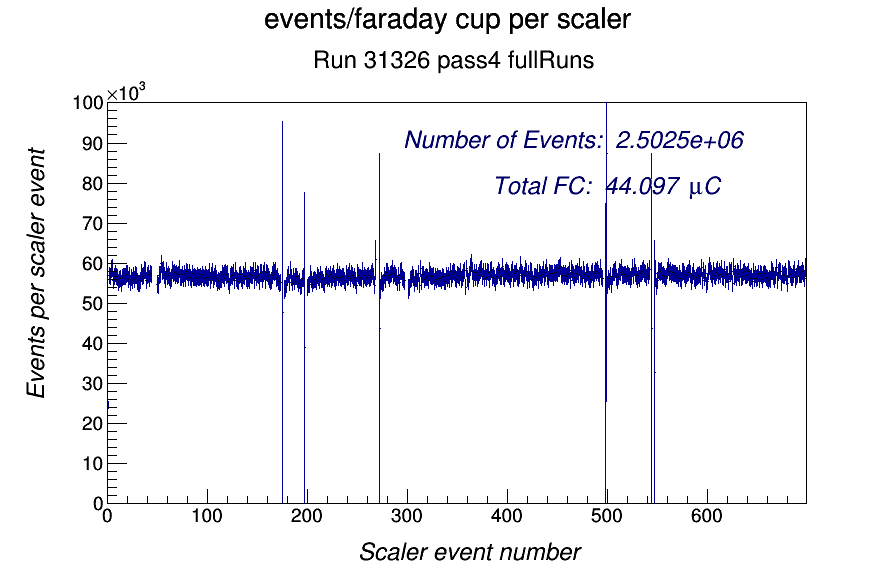 events/faraday cup per scaler
Run 31326 pass4 fullRuns
×10³
100
90
80
70
60
50
40
30
20
10
0
Events per scaler event
Number of Events: 2.5025e+06
Total FC: 44.097 μC
0 100 200 300 400 500 600
Scaler event number